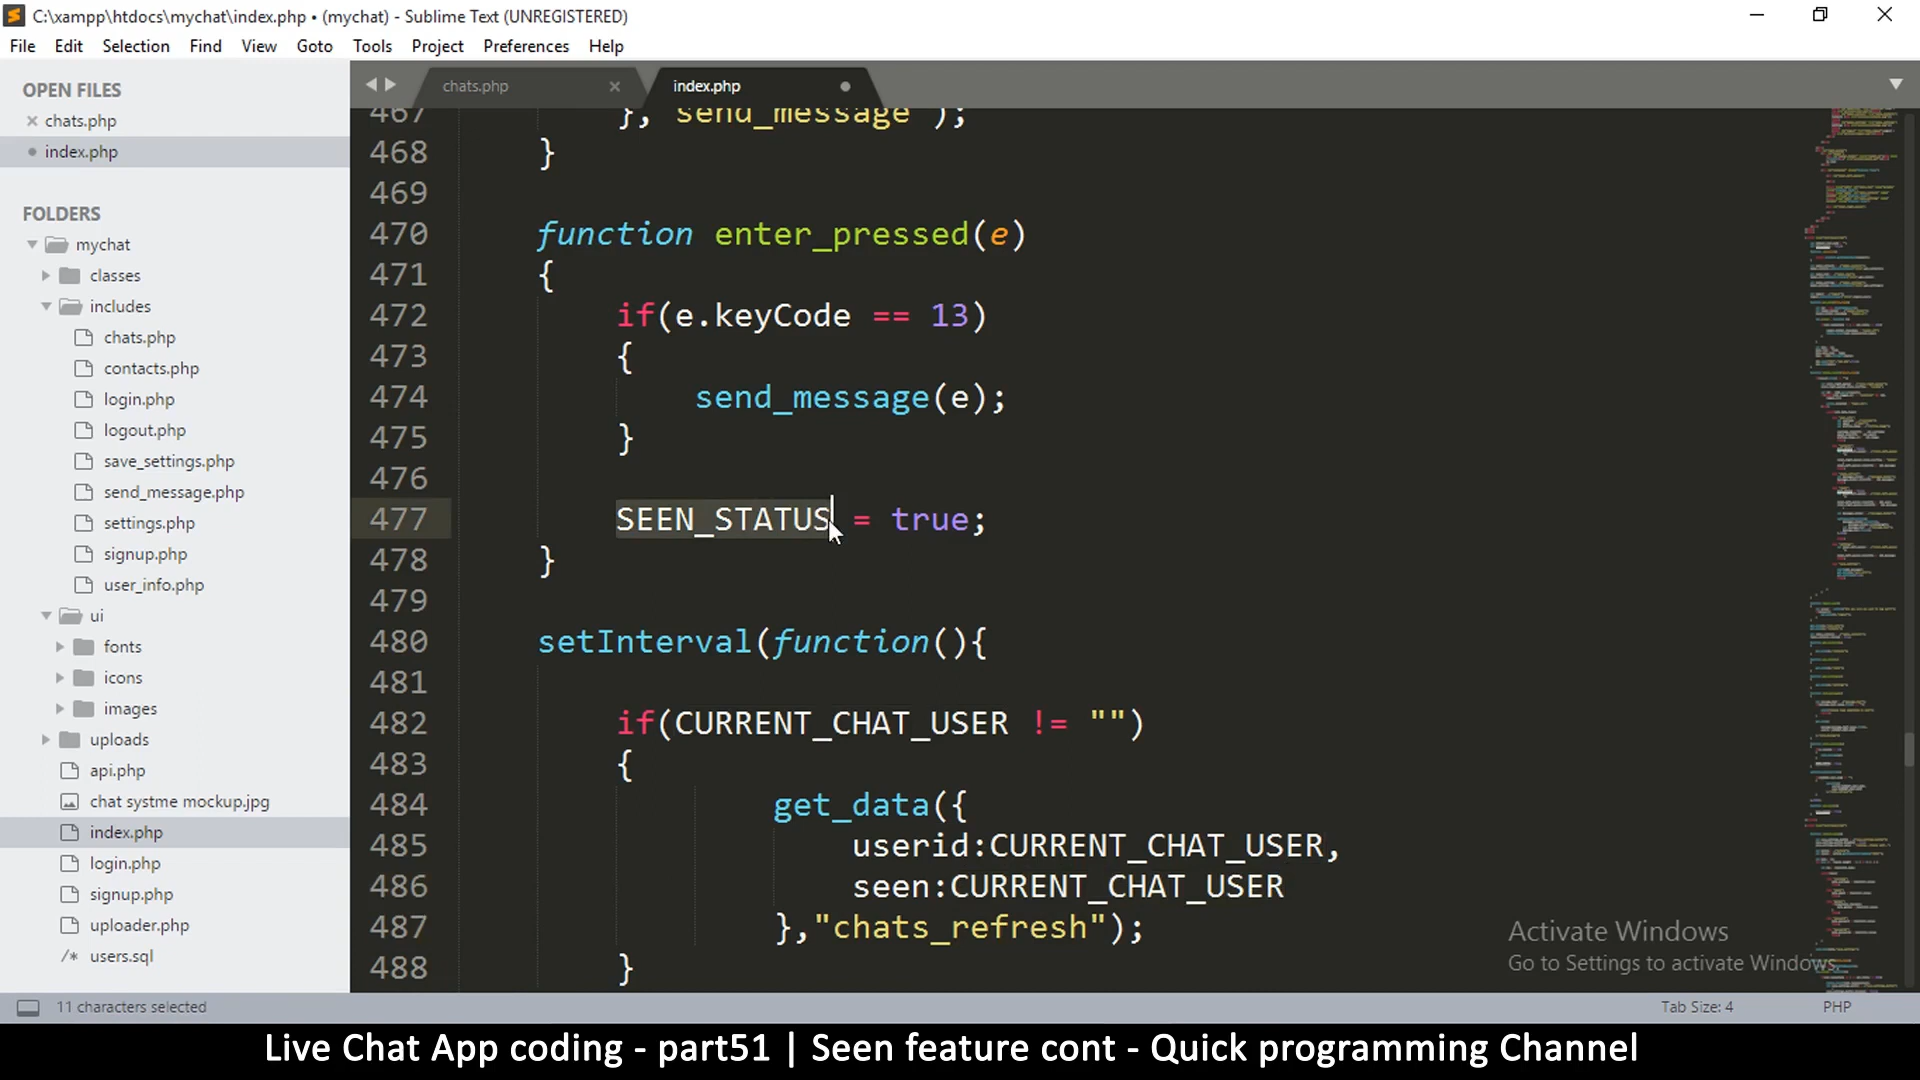 C:\xampp\htdocs\mychat\index.php • (mychat) - Sublime Text (UNREGISTERED)
File Edit Selection Find View Goto Tools Project Preferences Help
OPEN FILES
chats.php
index.php
FOLDERS
mychat
classes
includes
chats.php
contacts.php
login.php
logout.php
save_settings.php
send_message.php
settings.php
signup.php
user_info.php
ui
fonts
icons
images
uploads
api.php
chat systme mockup.jpg
index.php
login.php
signup.php
uploader.php
/* users.sql
chats.php index.php
467 },"send_message");
468 }
469
470 function enter_pressed(e)
471 {
472 if(e.keyCode == 13)
473 {
474 send_message(e);
475 }
476
477 SEEN_STATUS = true;
478 }
479
480 setInterval(function(){
481
482 if(CURRENT_CHAT_USER != "")
483 {
484 get_data({
485 userid:CURRENT_CHAT_USER,
486 seen:CURRENT_CHAT_USER
487 },"chats_refresh");
488 }
Activate Windows
Go to Settings to activate Windows.
11 characters selected Tab Size: 4 PHP
Live Chat App coding - part51 | Seen feature cont - Quick programming Channel